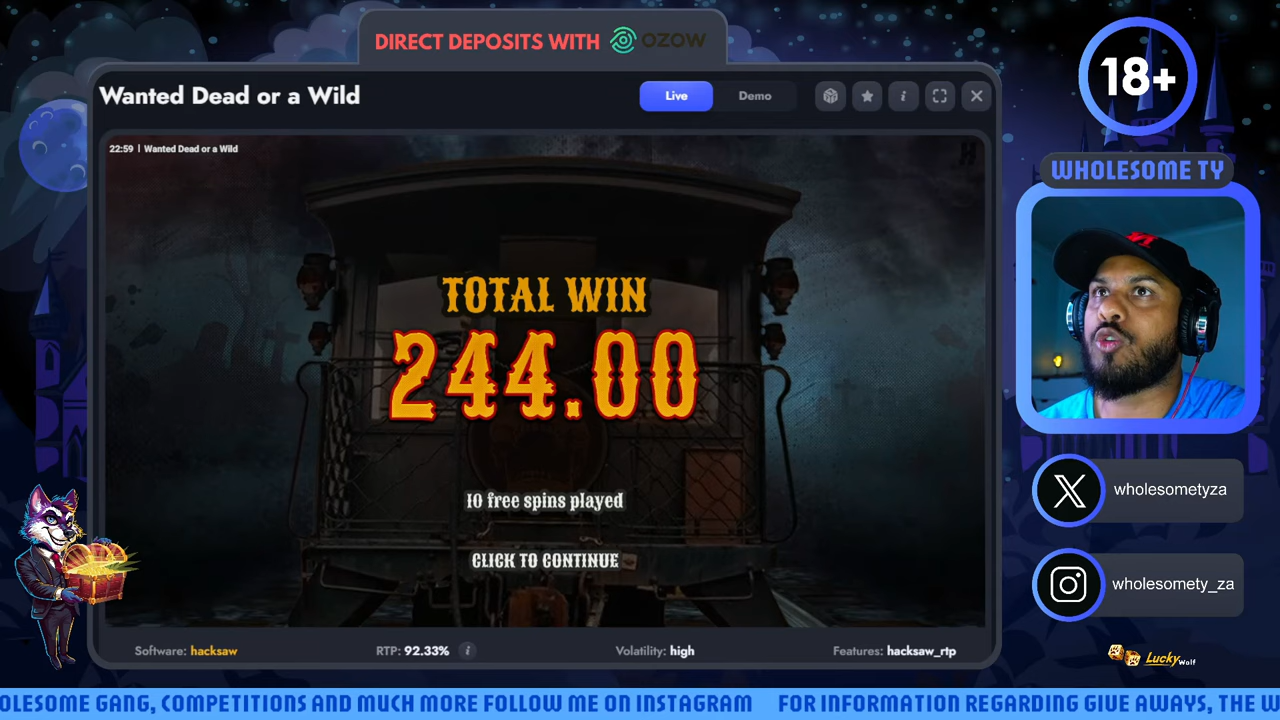 DIRECT DEPOSITS WITH OZOW
18+
Wanted Dead or a Wild
Live
Demo
22:59 | Wanted Dead or a Wild
WHOLESOME TY
TOTAL WIN
244.00
10 free spins played
CLICK TO CONTINUE
wholesometyza
wholesomety_za
Software: hacksaw
RTP: 92.33%
Volatility: high
Features: hacksaw_rtp
Lucky Wolf
OLESOME GANG, COMPETITIONS AND MUCH MORE FOLLOW ME ON INSTAGRAM FOR INFORMATION REGARDING GIVE AWAYS, THE W